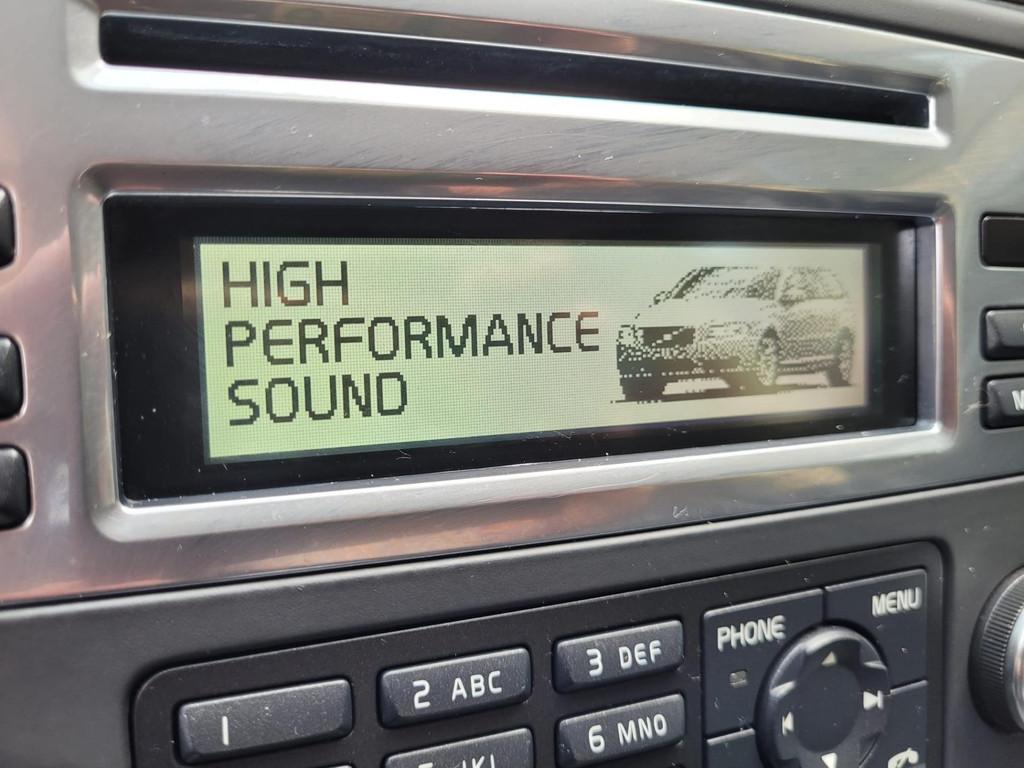 HIGH
PERFORMANCE
SOUND
PHONE
MENU
1
2 ABC
3 DEF
6 MNO